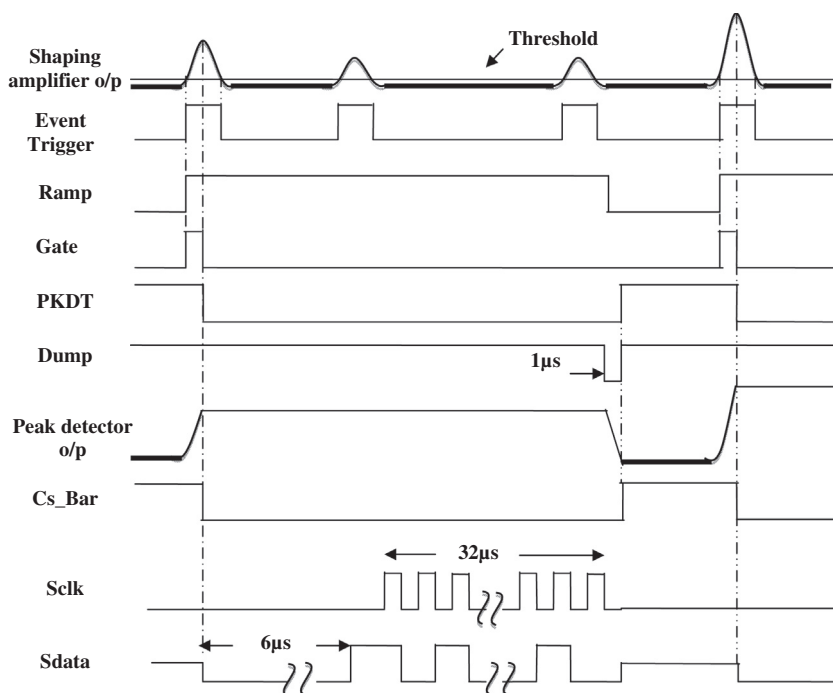 Threshold
Shaping
amplifier o/p
Event
Trigger
Ramp
Gate
PKDT
Dump
1µs
Peak detector
o/p
Cs_Bar
32µs
Sclk
6µs
Sdata